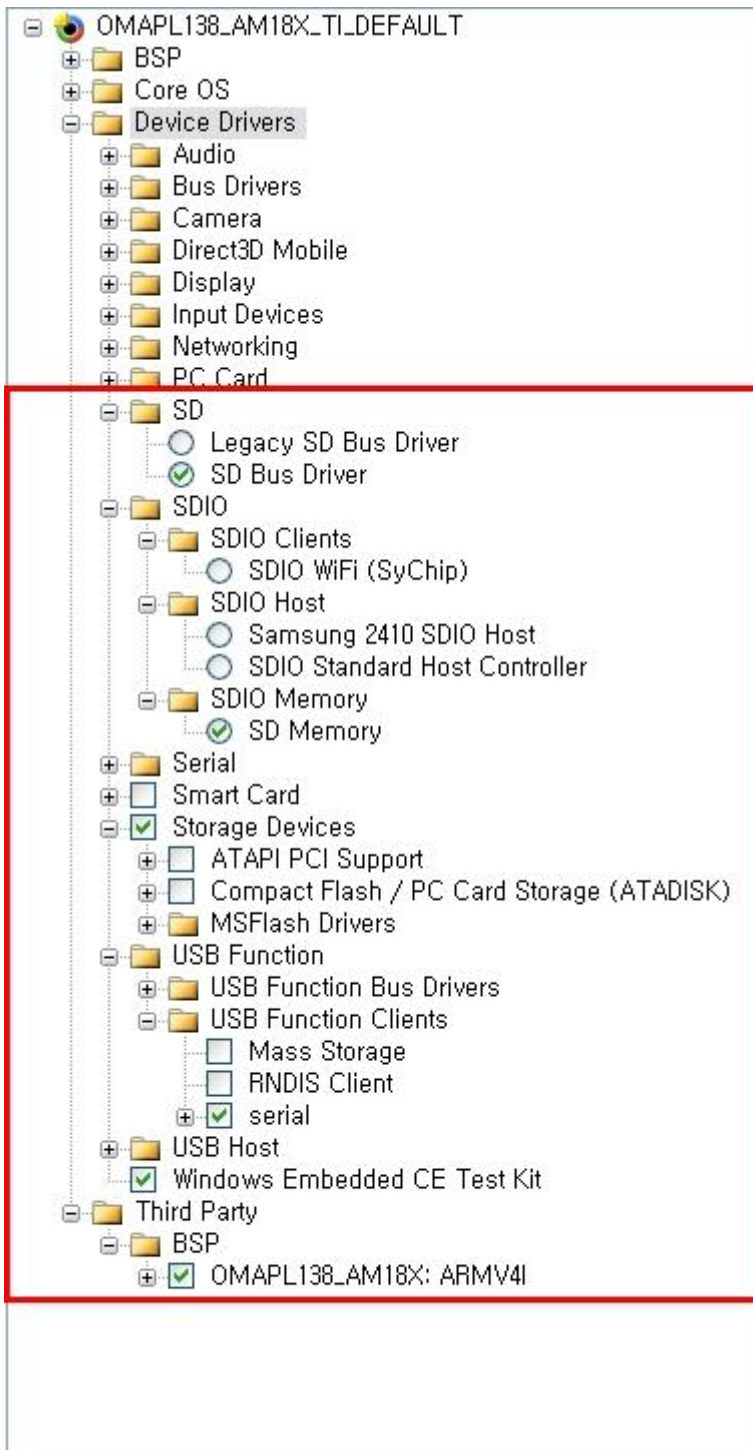 OMAPL138_AM18X_TI_DEFAULT
BSP
Core OS
Device Drivers
Audio
Bus Drivers
Camera
Direct3D Mobile
Display
Input Devices
Networking
PC Card
SD
Legacy SD Bus Driver
SD Bus Driver
SDIO
SDIO Clients
SDIO WiFi (SyChip)
SDIO Host
Samsung 2410 SDIO Host
SDIO Standard Host Controller
SDIO Memory
SD Memory
Serial
Smart Card
Storage Devices
ATAPI PCI Support
Compact Flash / PC Card Storage (ATADISK)
MSFlash Drivers
USB Function
USB Function Bus Drivers
USB Function Clients
Mass Storage
RNDIS Client
serial
USB Host
Windows Embedded CE Test Kit
Third Party
BSP
OMAPL138_AM18X: ARMV4I